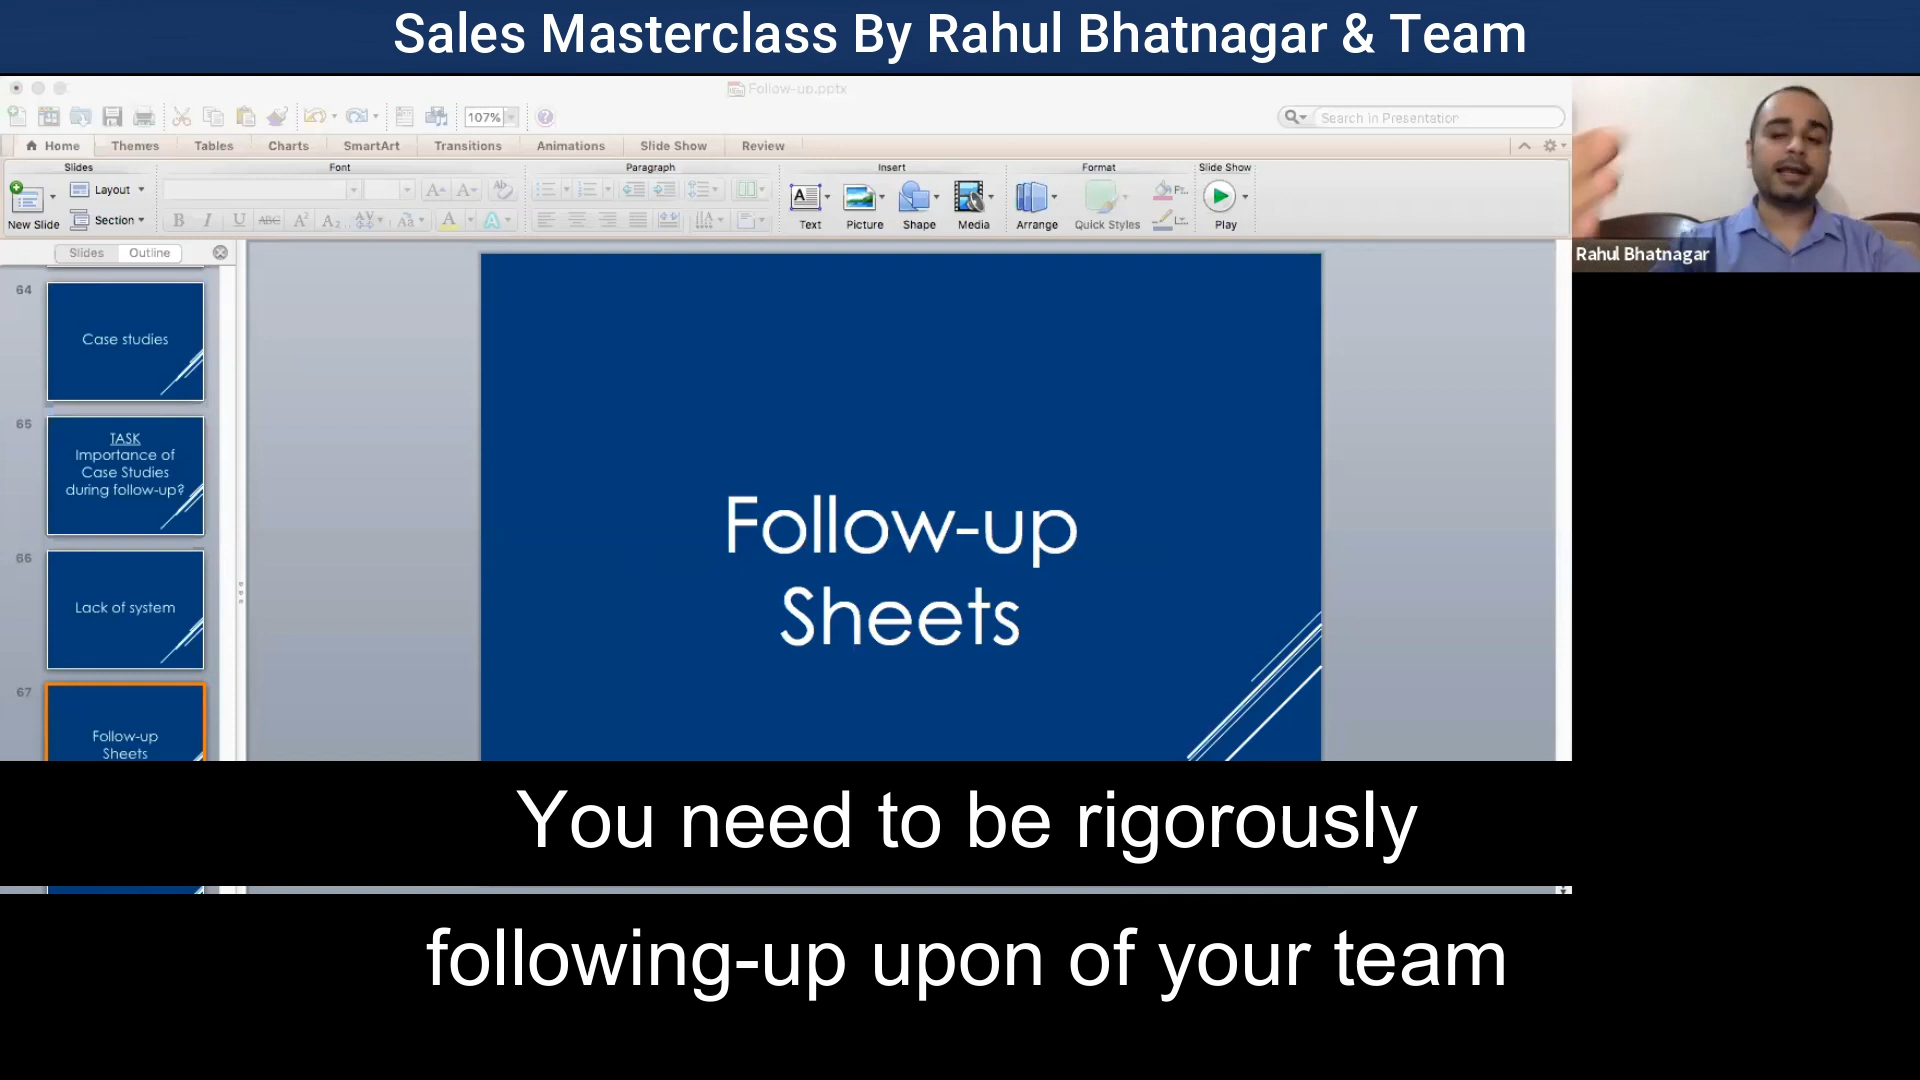 Sales Masterclass By Rahul Bhatnagar & Team
Follow-up.pptx
107%
Search in Presentation
Home Themes Tables Charts SmartArt Transitions Animations Slide Show Review
Slides Font Paragraph Insert Format Slide Show
Layout
Section
New Slide
Text Picture Shape Media Arrange Quick Styles Play
Slides Outline
Rahul Bhatnagar
64
Case studies
65
TASK
Importance of
Case Studies
during follow-up?
66
Lack of system
67
Follow-up
Sheets
Follow-up
Sheets
You need to be rigorously
following-up upon of your team